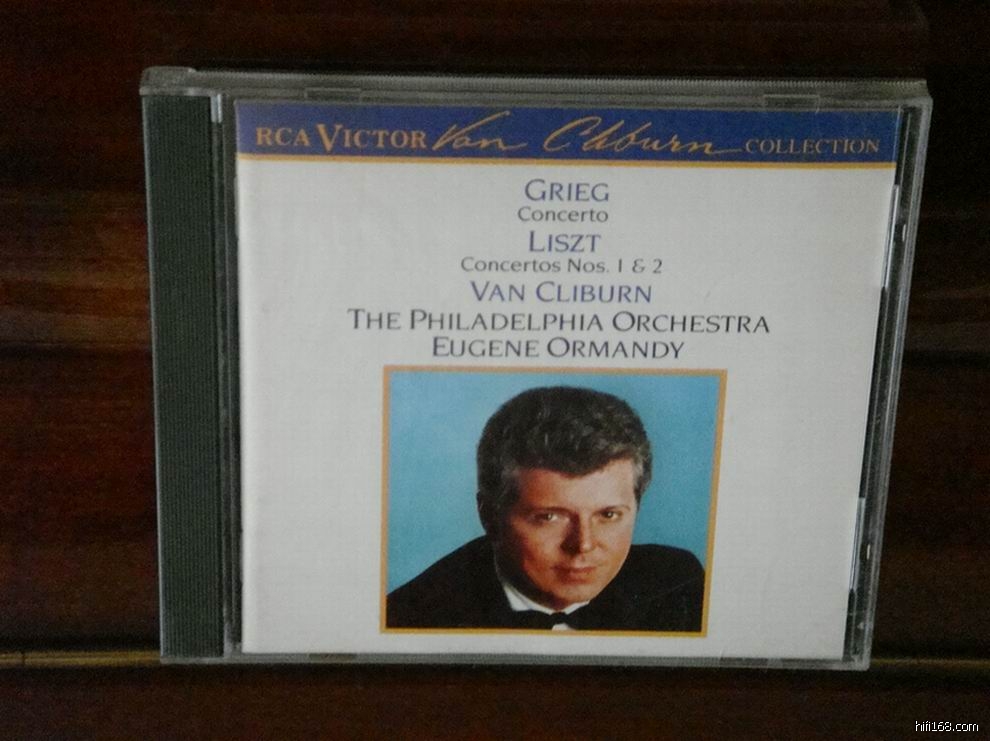 RCA VICTOR Van Cliburn COLLECTION
GRIEG
Concerto
LISZT
Concertos Nos. 1 & 2
VAN CLIBURN
THE PHILADELPHIA ORCHESTRA
EUGENE ORMANDY
hifi168.com